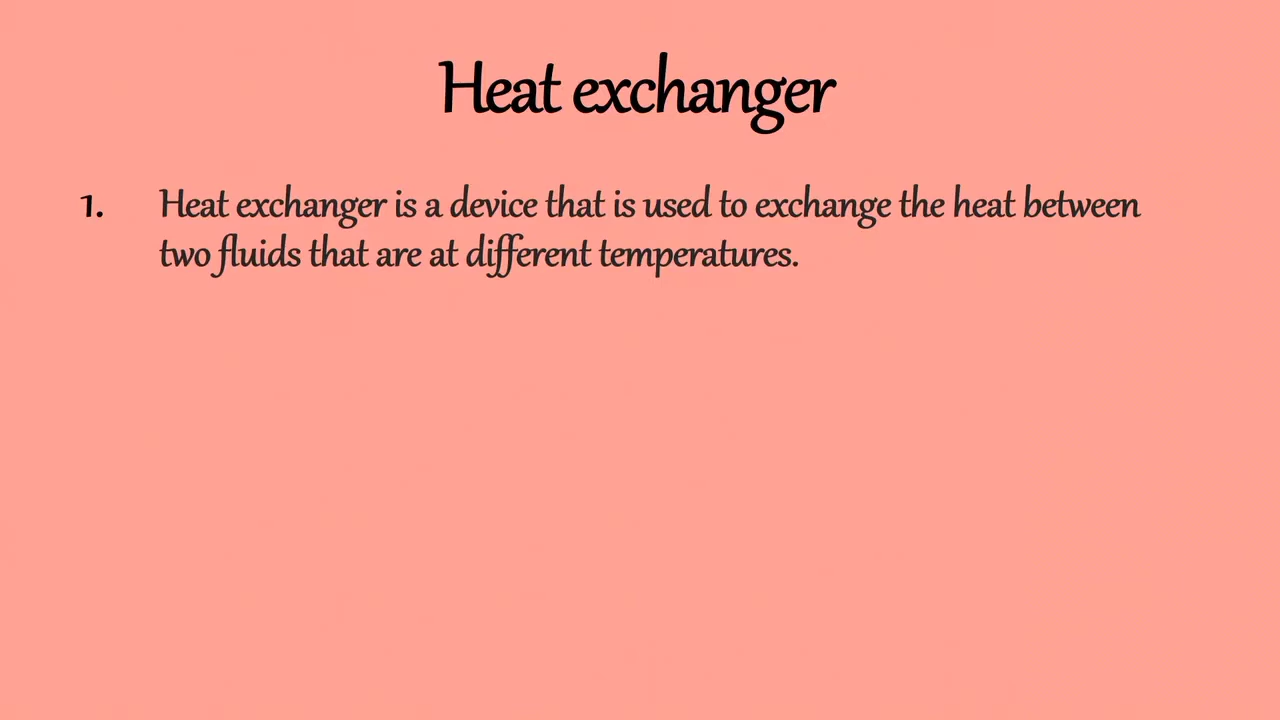 Heat exchanger
1. Heat exchanger is a device that is used to exchange the heat between
two fluids that are at different temperatures.